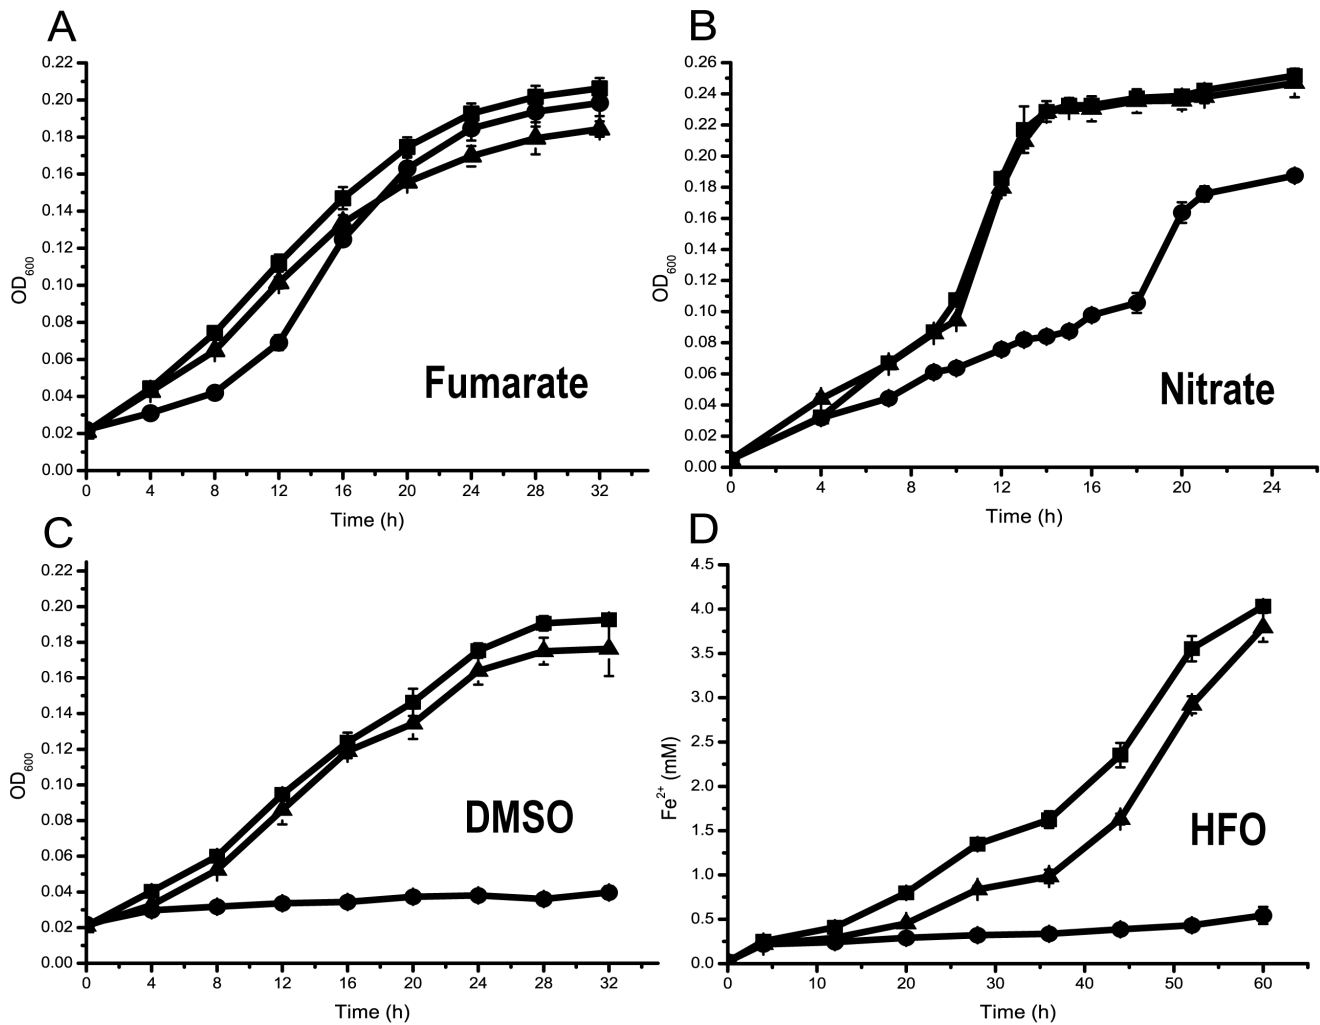 A
0.22
0.20
0.18
0.16
0.14
0.12
0.10
0.08
0.06
0.04
0.02
0.00
OD600
Fumarate
0 4 8 12 16 20 24 28 32
Time (h)
B
0.26
0.24
0.22
0.20
0.18
0.16
0.14
0.12
0.10
0.08
0.06
0.04
0.02
0.00
OD600
Nitrate
0 4 8 12 16 20 24
Time (h)
C
0.22
0.20
0.18
0.16
0.14
0.12
0.10
0.08
0.06
0.04
0.02
0.00
OD600
DMSO
0 4 8 12 16 20 24 28 32
Time (h)
D
4.5
4.0
3.5
3.0
2.5
2.0
1.5
1.0
0.5
0.0
Fe2+ (mM)
HFO
0 10 20 30 40 50 60
Time (h)